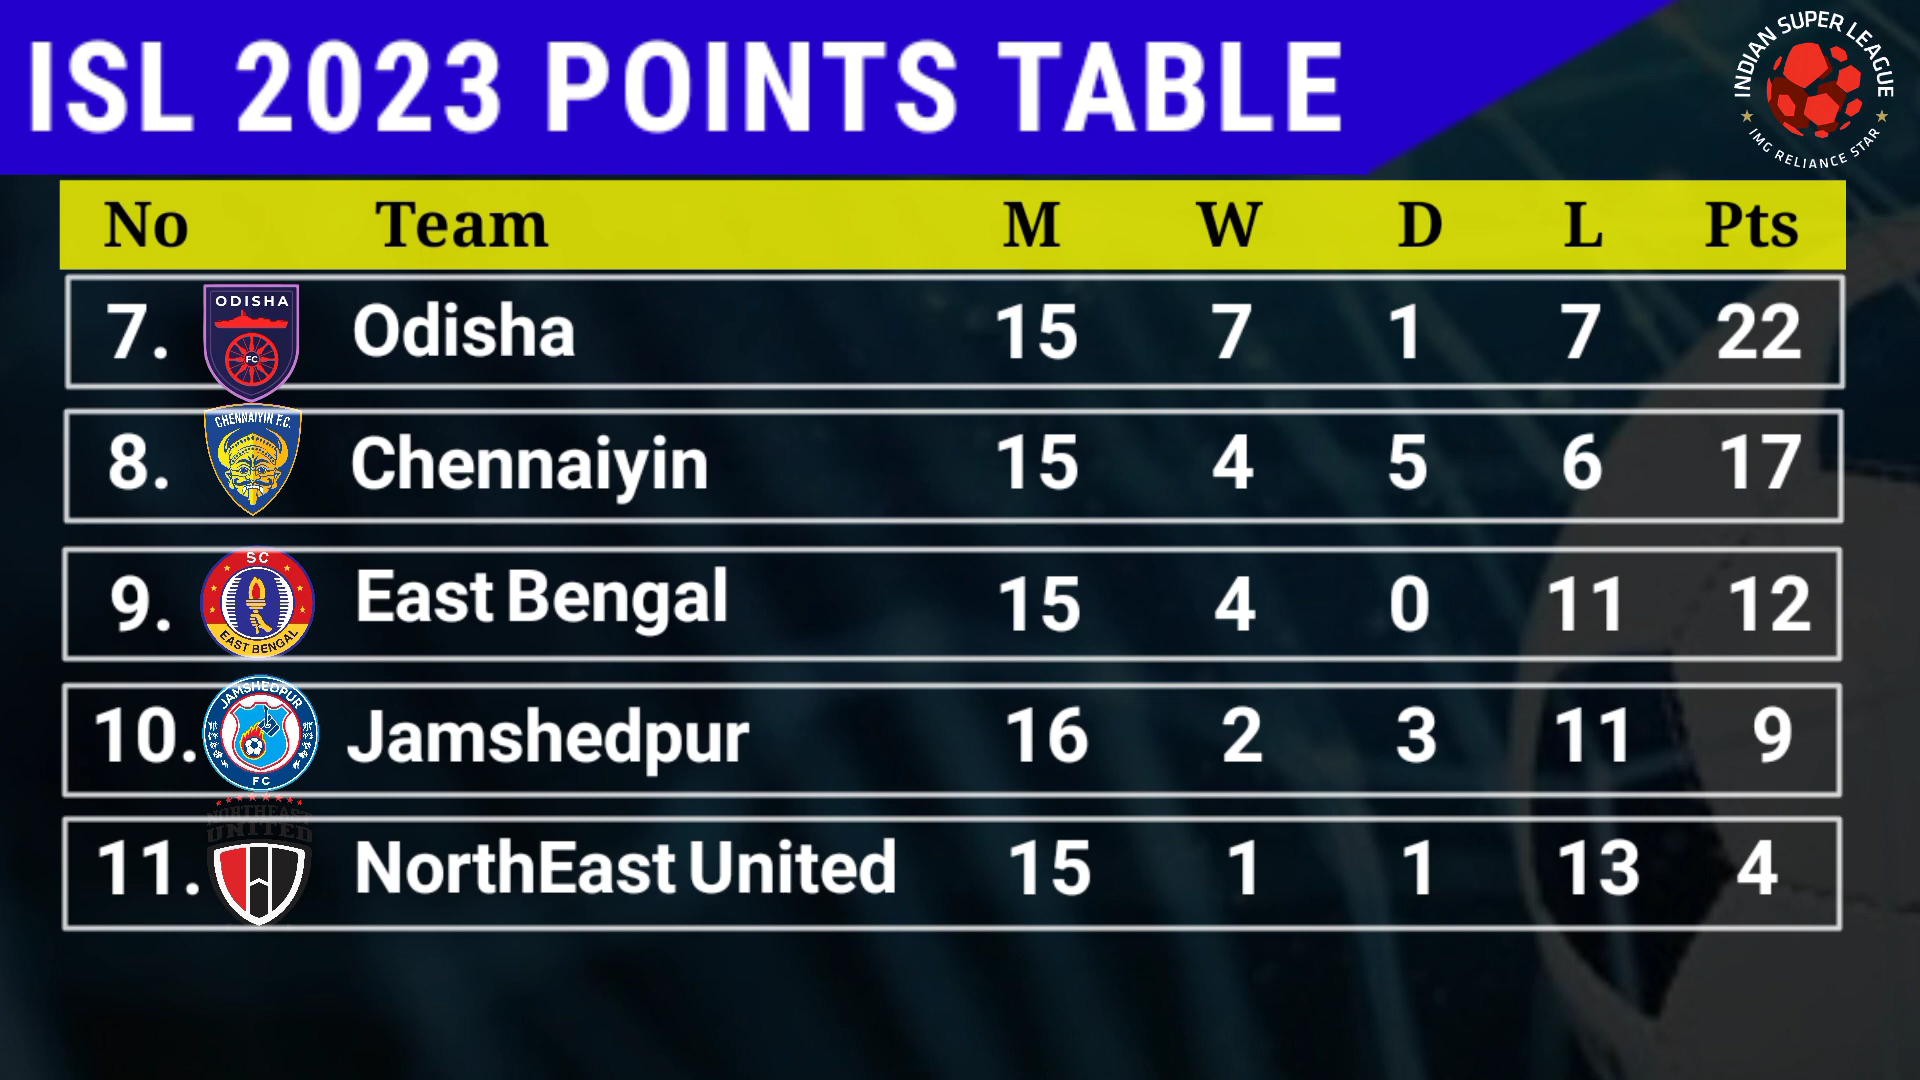 ISL 2023 POINTS TABLE
INDIAN SUPER LEAGUE
IMG RELIANCE STAR
No Team M W D L Pts
7. ODISHA FC Odisha 15 7 1 7 22
8. CHENNAIYIN F.C. Chennaiyin 15 4 5 6 17
9. SC EAST BENGAL East Bengal 15 4 0 11 12
10. JAMSHEDPUR FC Jamshedpur 16 2 3 11 9
NORTHEAST
UNITED
11. NorthEast United 15 1 1 13 4